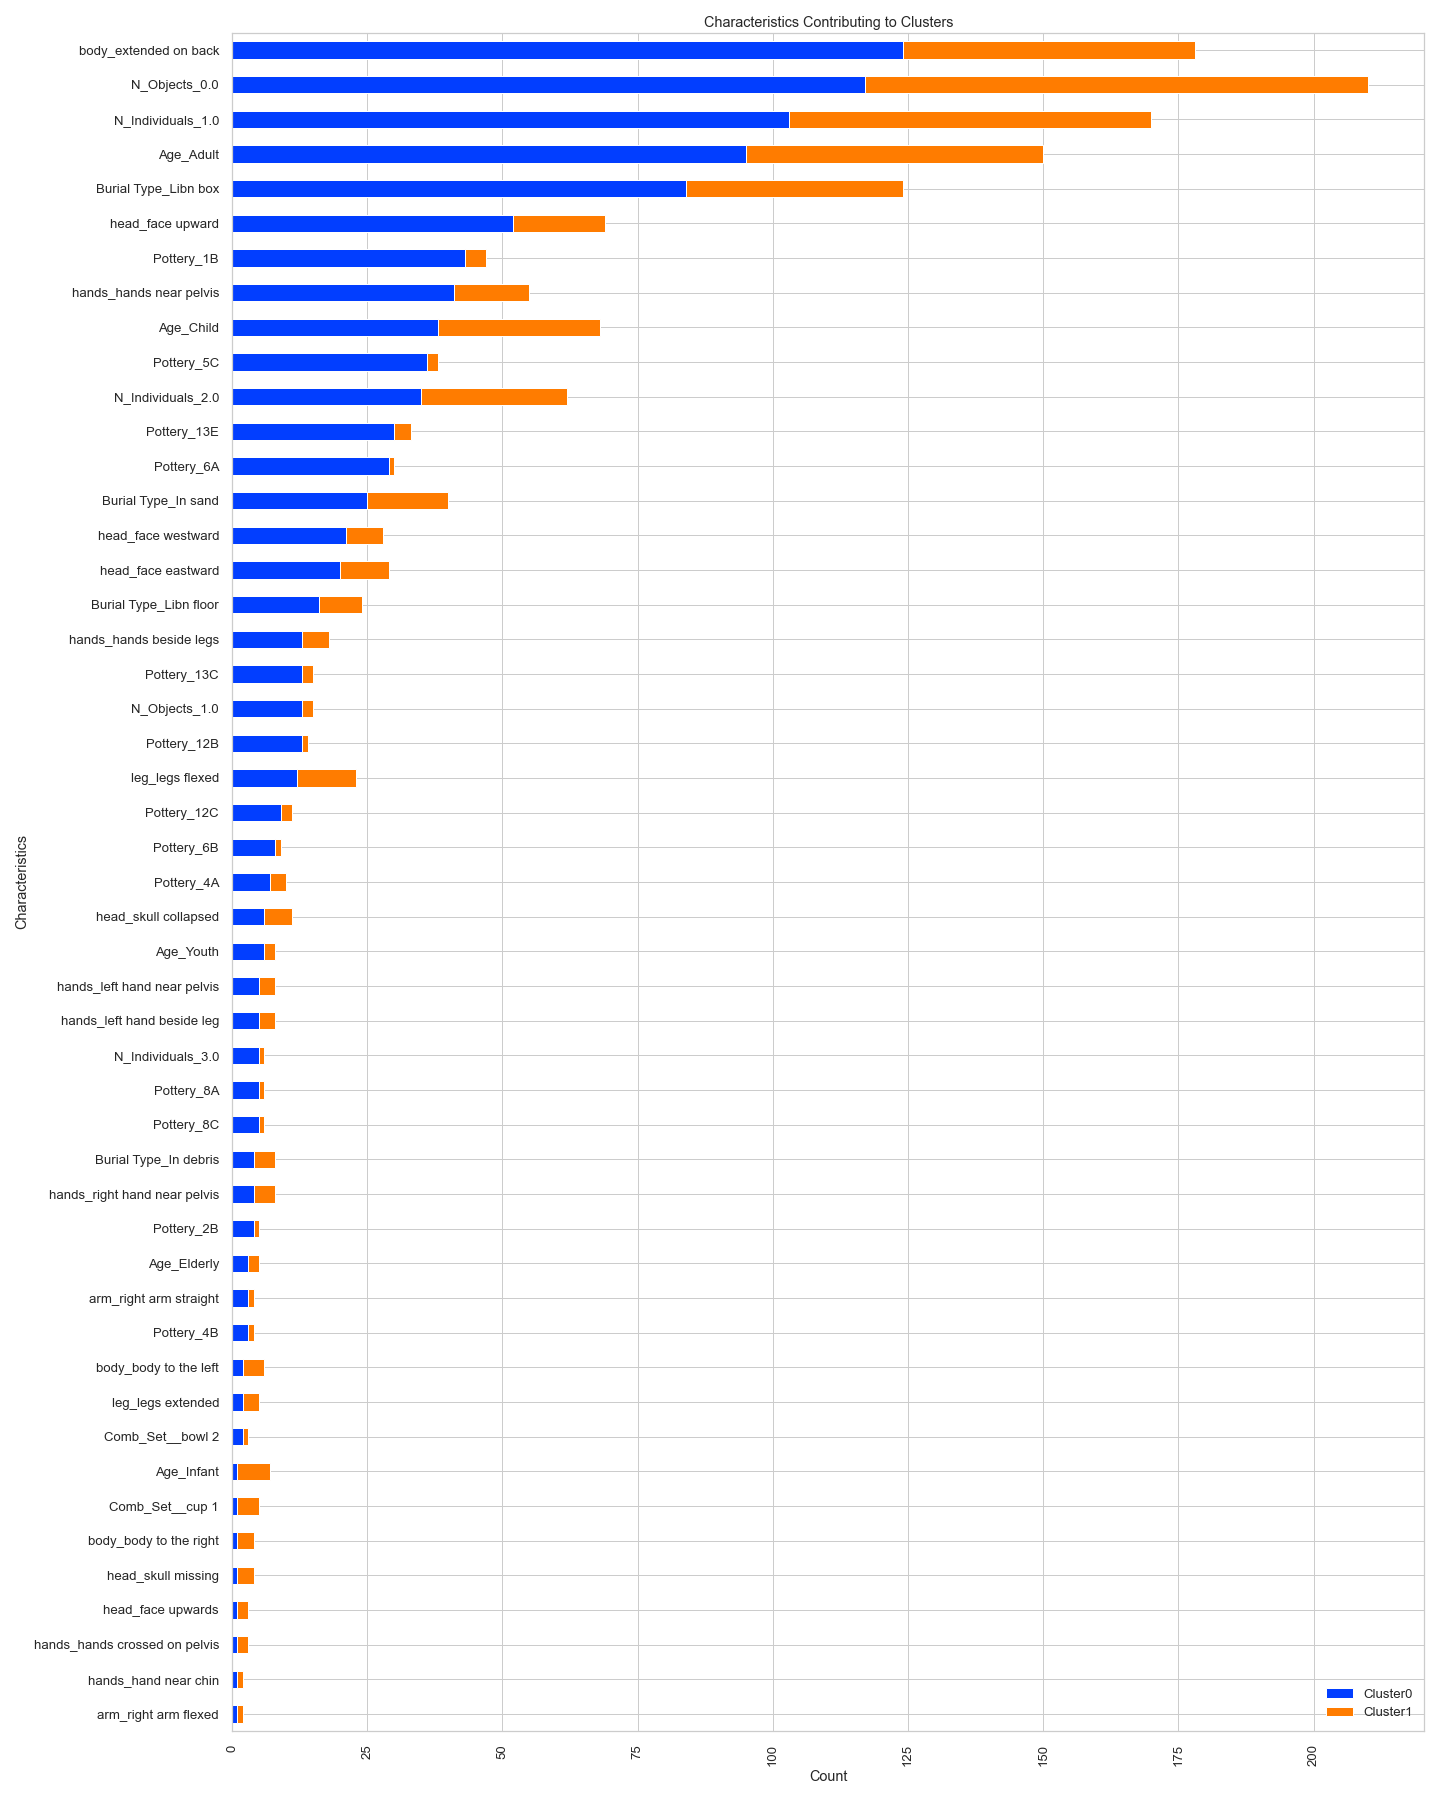 Characteristics Contributing to Clusters
body_extended on back
N_Objects_0.0
N_Individuals_1.0
Age_Adult
Burial Type_Libn box
head_face upward
Pottery_1B
hands_hands near pelvis
Age_Child
Pottery_5C
N_Individuals_2.0
Pottery_13E
Pottery_6A
Burial Type_In sand
head_face westward
head_face eastward
Burial Type_Libn floor
hands_hands beside legs
Pottery_13C
N_Objects_1.0
Pottery_12B
leg_legs flexed
Pottery_12C
Pottery_6B
Pottery_4A
head_skull collapsed
Age_Youth
hands_left hand near pelvis
hands_left hand beside leg
N_Individuals_3.0
Pottery_8A
Pottery_8C
Burial Type_In debris
hands_right hand near pelvis
Pottery_2B
Age_Elderly
arm_right arm straight
Pottery_4B
body_body to the left
leg_legs extended
Comb_Set__bowl 2
Age_Infant
Comb_Set__cup 1
body_body to the right
head_skull missing
head_face upwards
hands_hands crossed on pelvis
hands_hand near chin
arm_right arm flexed
Characteristics
Cluster0
Cluster1
0 25 50 75 100 125 150 175 200
Count